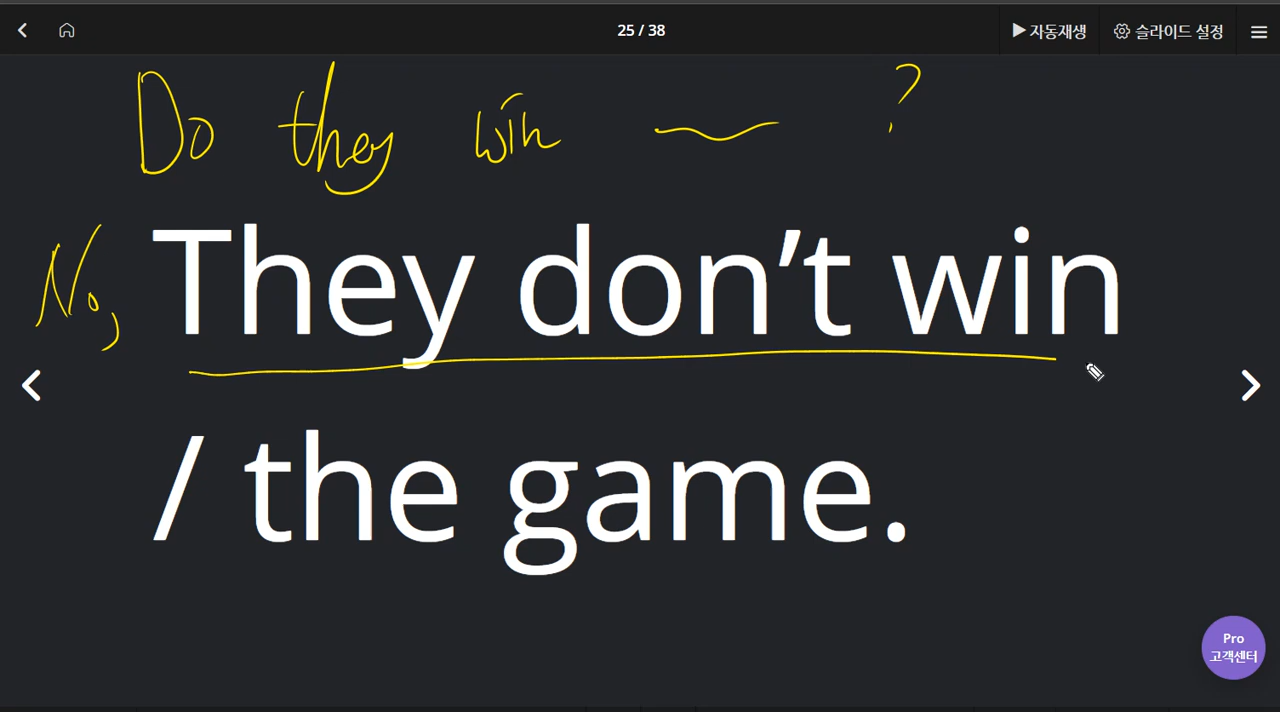 25 / 38
자동재생
슬라이드 설정
Do they win ~ ?
No, They don't win
/ the game.
Pro
고객센터